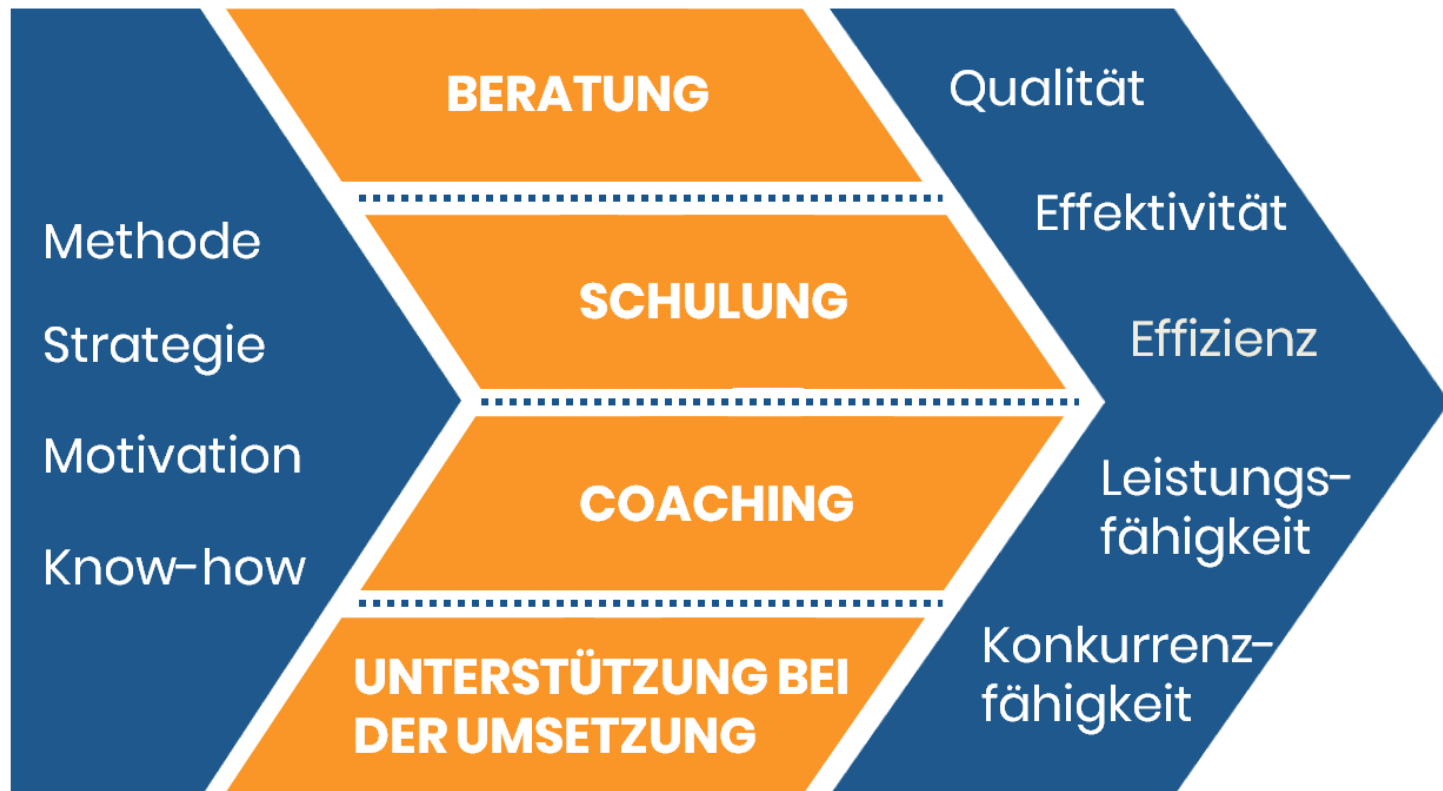 Methode
Strategie
Motivation
Know-how
BERATUNG
SCHULUNG
COACHING
UNTERSTÜTZUNG BEI
DER UMSETZUNG
Qualität
Effektivität
Effizienz
Leistungs-
fähigkeit
Konkurrenz-
fähigkeit